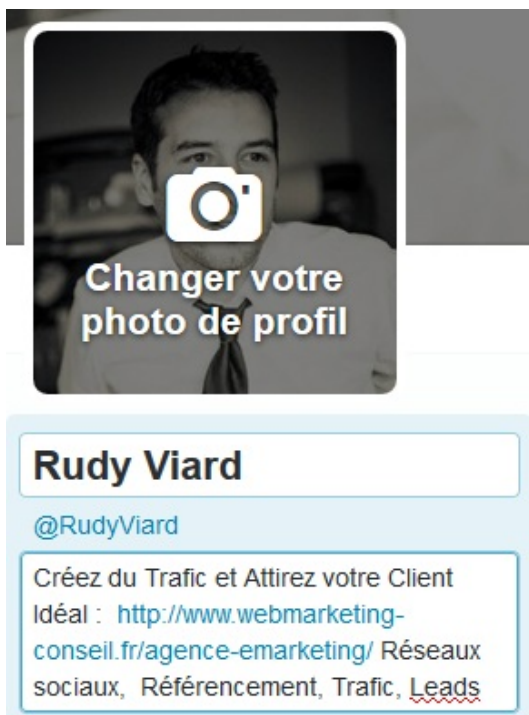 Changer votre
photo de profil
Rudy Viard
@RudyViard
Créez du Trafic et Attirez votre Client
Idéal : http://www.webmarketing-
conseil.fr/agence-emarketing/ Réseaux
sociaux, Référencement, Trafic, Leads